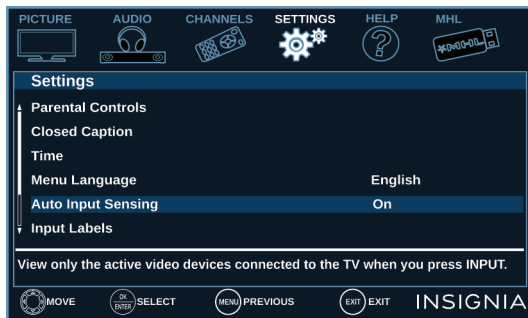 PICTURE AUDIO CHANNELS SETTINGS HELP MHL
MHL
Settings
Parental Controls
Closed Caption
Time
Menu Language English
Auto Input Sensing On
Input Labels
View only the active video devices connected to the TV when you press INPUT.
MOVE OK ENTER SELECT MENU PREVIOUS EXIT EXIT INSIGNIA